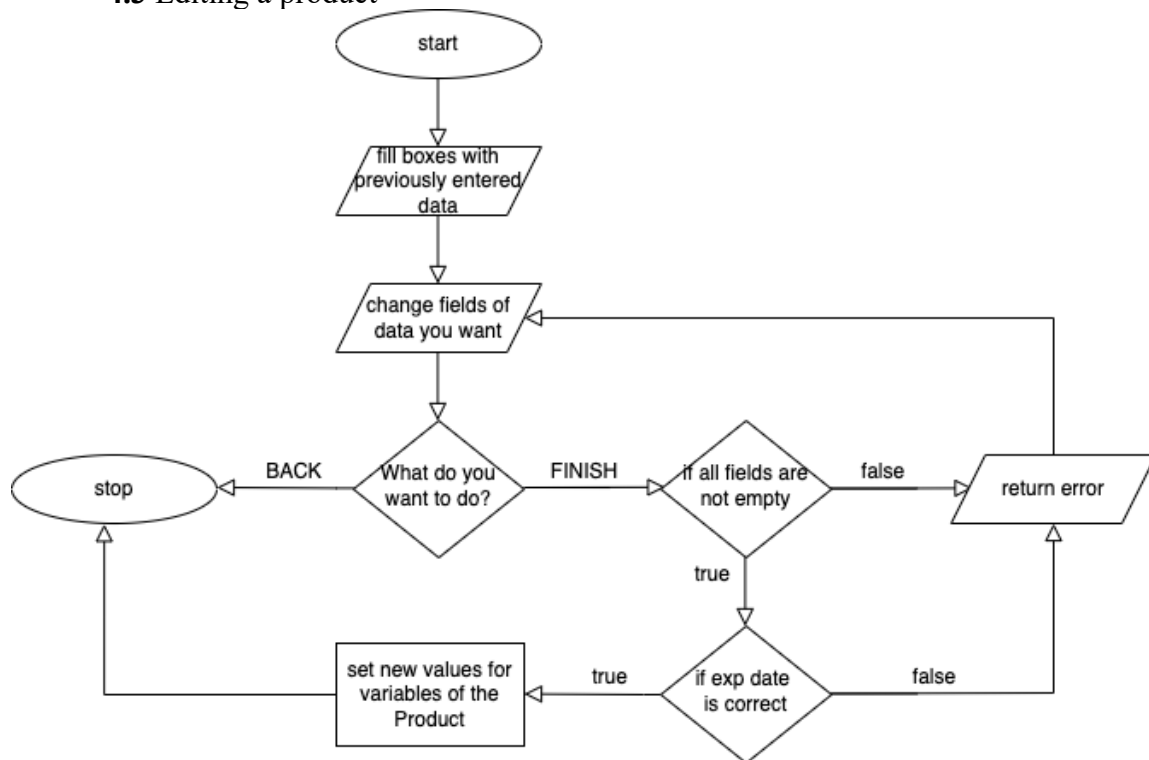 4.3 Editing a product
start
fill boxes with
previously entered
data
change fields of
data you want
BACK
What do you
want to do?
FINISH
if all fields are
not empty
false
return error
stop
true
set new values for
variables of the
Product
true
if exp date
is correct
false